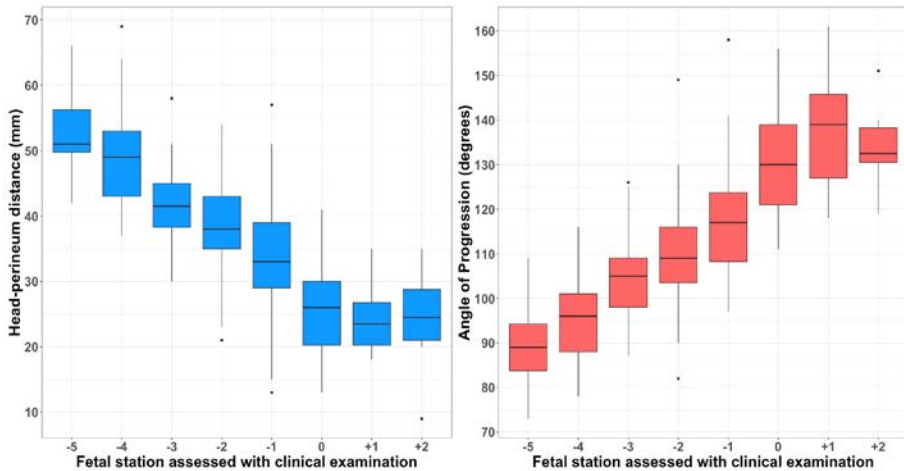 Head-perineum distance (mm)
70
60
50
40
30
20
10
-5 -4 -3 -2 -1 0 +1 +2
Fetal station assessed with clinical examination
Angle of Progression (degrees)
160
150
140
130
120
110
100
90
80
70
-5 -4 -3 -2 -1 0 +1 +2
Fetal station assessed with clinical examination